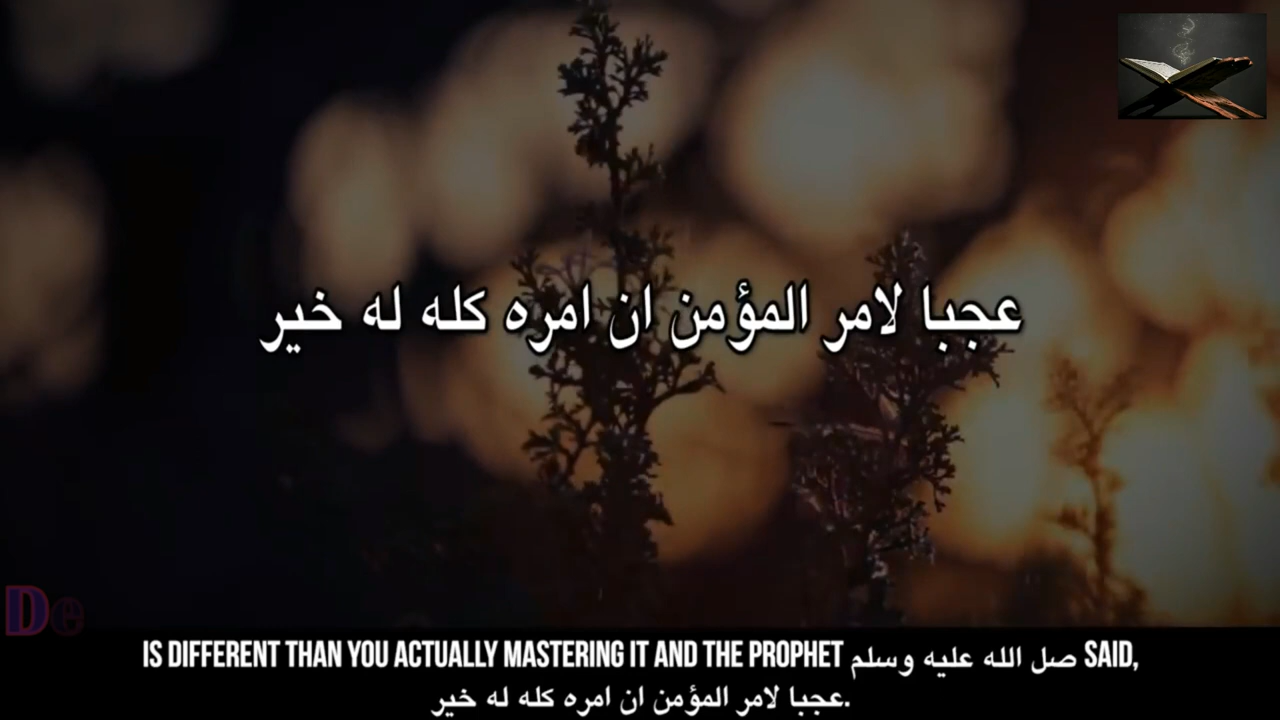 عجبا لامر المؤمن ان امره كله له خير
De
IS DIFFERENT THAN YOU ACTUALLY MASTERING IT AND THE PROPHET صل الله عليه وسلم SAID,
عجبا لامر المؤمن ان امره كله له خير.